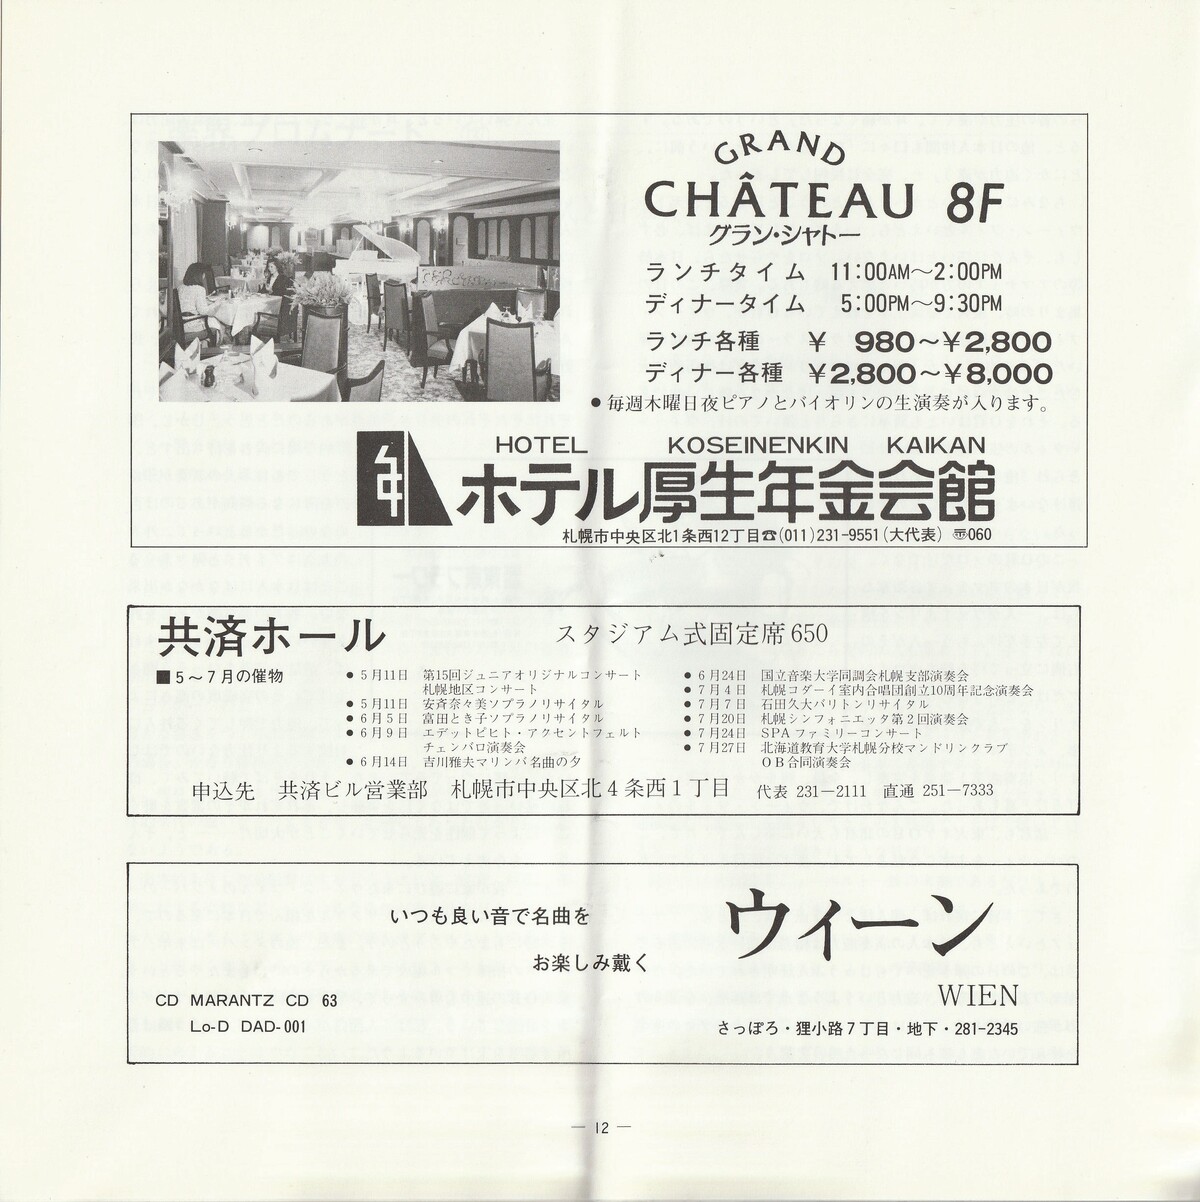 GRAND
CHÂTEAU 8F
グラン・シャトー
ランチタイム 11:00AM～2:00PM
ディナータイム 5:00PM～9:30PM
ランチ各種 ¥ 980～¥2,800
ディナー各種 ¥2,800～¥8,000
●毎週木曜日夜ピアノとバイオリンの生演奏が入ります。
HOTEL KOSEINENKIN KAIKAN
ホテル厚生年金会館
札幌市中央区北1条西12丁目☎(011)231-9551(大代表) 〒060
共済ホール
スタジアム式固定席650
■5～7月の催物
●5月11日 第15回ジュニアオリジナルコンサート
札幌地区コンサート
●5月11日 安斉奈々美ソプラノリサイタル
●6月5日 富田とき子ソプラノリサイタル
●6月9日 エデットピヒト・アクセントフェルト
チェンバロ演奏会
●6月14日 吉川雅夫マリンバ名曲の夕
●6月24日 国立音楽大学同調会札幌支部演奏会
●7月4日 札幌コダーイ室内合唱団創立10周年記念演奏会
●7月7日 石田久大バリトンリサイタル
●7月20日 札幌シンフォニエッタ第2回演奏会
●7月24日 SPAファミリーコンサート
●7月27日 北海道教育大学札幌分校マンドリンクラブ
OB合同演奏会
申込先 共済ビル営業部 札幌市中央区北4条西1丁目 代表 231―2111 直通 251―7333
いつも良い音で名曲を
お楽しみ戴く
ウィーン
WIEN
CD MARANTZ CD 63
Lo-D DAD-001
さっぽろ・狸小路7丁目・地下・281-2345
― 12 ―